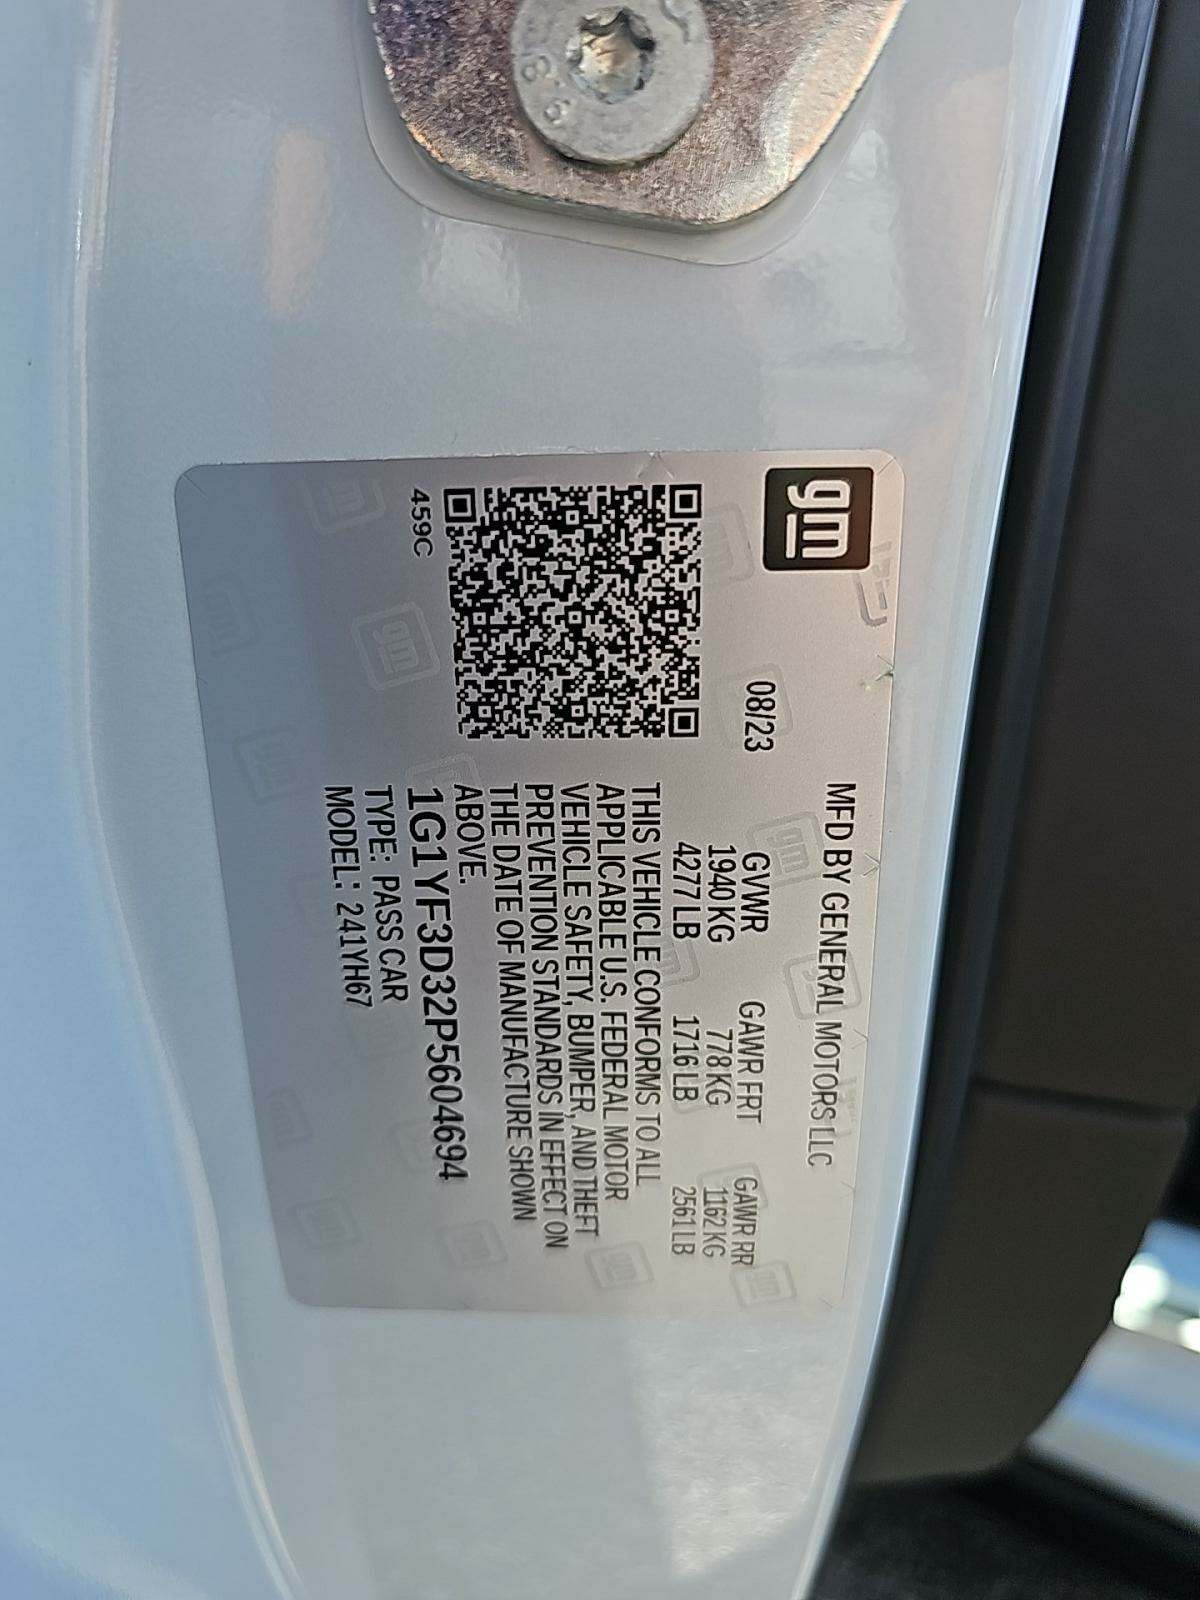 9.8
gm
MFD BY GENERAL MOTORS LLC
08/23
GVWR GAWR FRT GAWR RR
1940 KG 778 KG 1162 KG
4277 LB 1716 LB 2561 LB
THIS VEHICLE CONFORMS TO ALL
APPLICABLE U.S. FEDERAL MOTOR
VEHICLE SAFETY, BUMPER, AND THEFT
PREVENTION STANDARDS IN EFFECT ON
THE DATE OF MANUFACTURE SHOWN
ABOVE.
459C
1G1YF3D32P5604694
TYPE: PASS CAR
MODEL: 241YH67